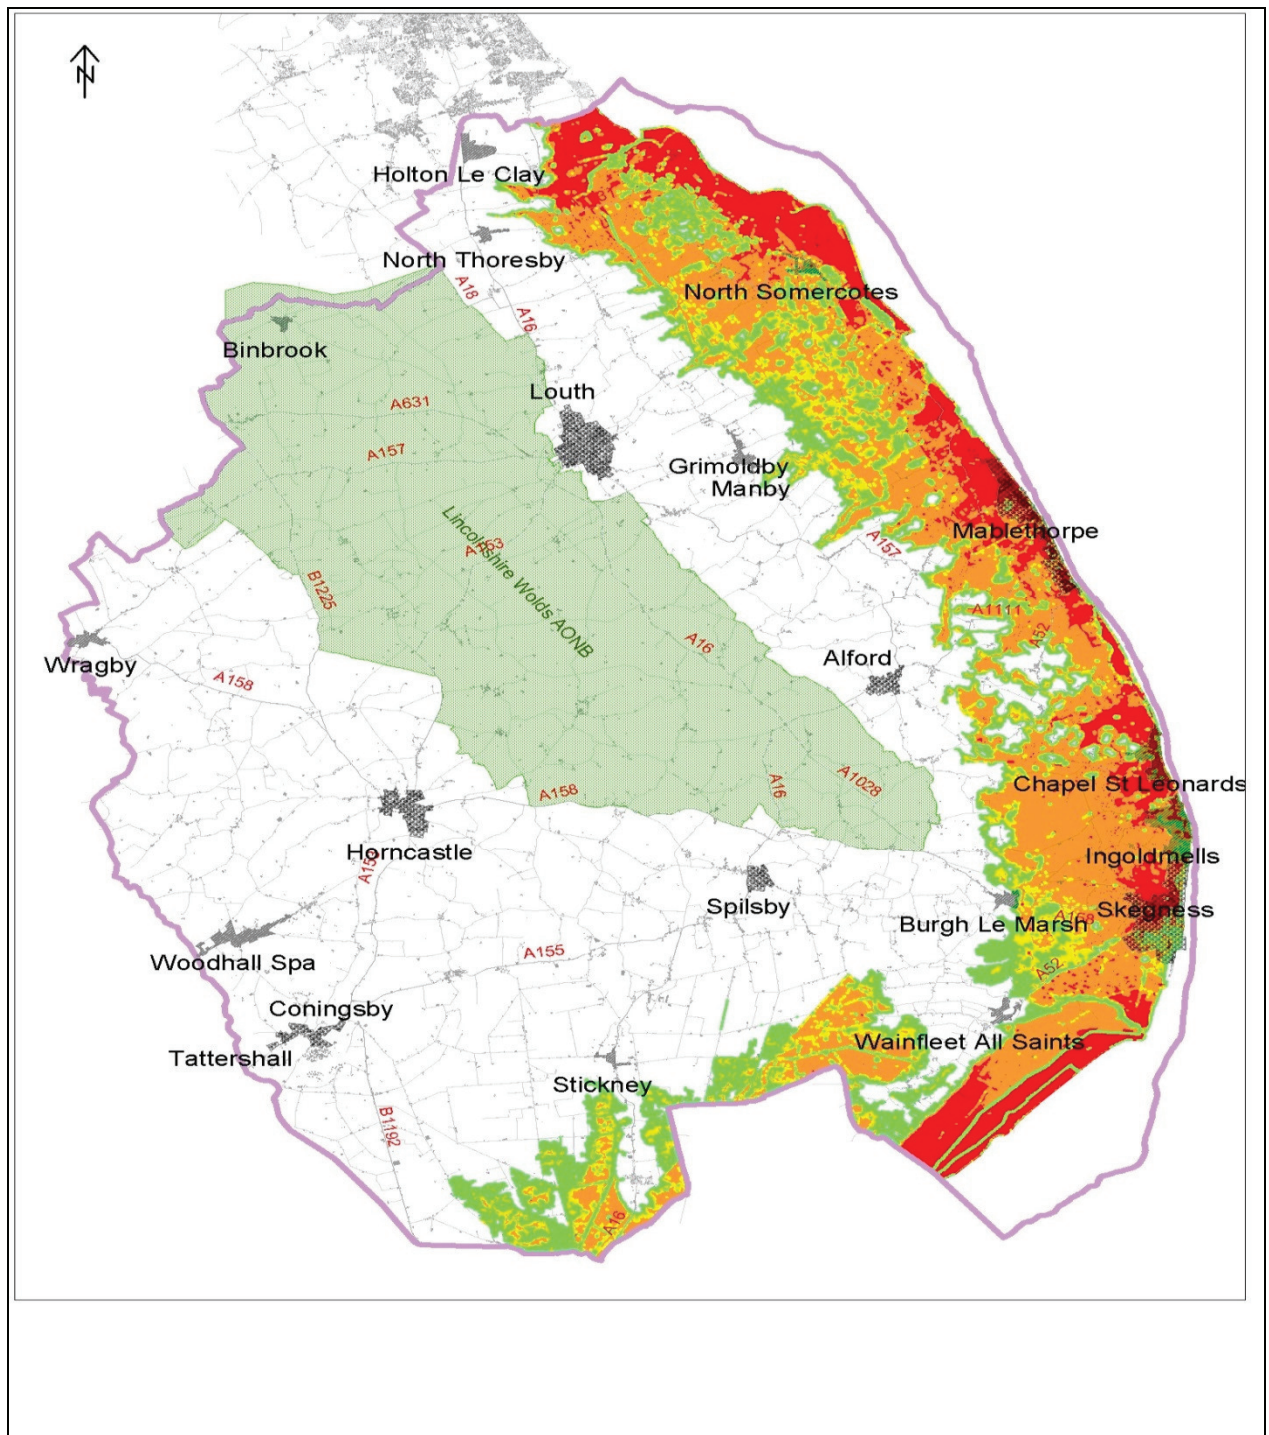 N
Holton Le Clay
North Thoresby
A18
A16
North Somercotes
Binbrook
Louth
A631
A157
Grimoldby
Manby
Lincolnshire Wolds AONB
Mablethorpe
A157
B1225
A1111
A52
A16
Wragby
Alford
A158
Chapel St Leonards
A16
A1028
A158
Horncastle
Ingoldmells
Spilsby
Skegness
Burgh Le Marsh
A158
A155
Woodhall Spa
A52
Coningsby
Tattershall
Wainfleet All Saints
Stickney
B1192
A16